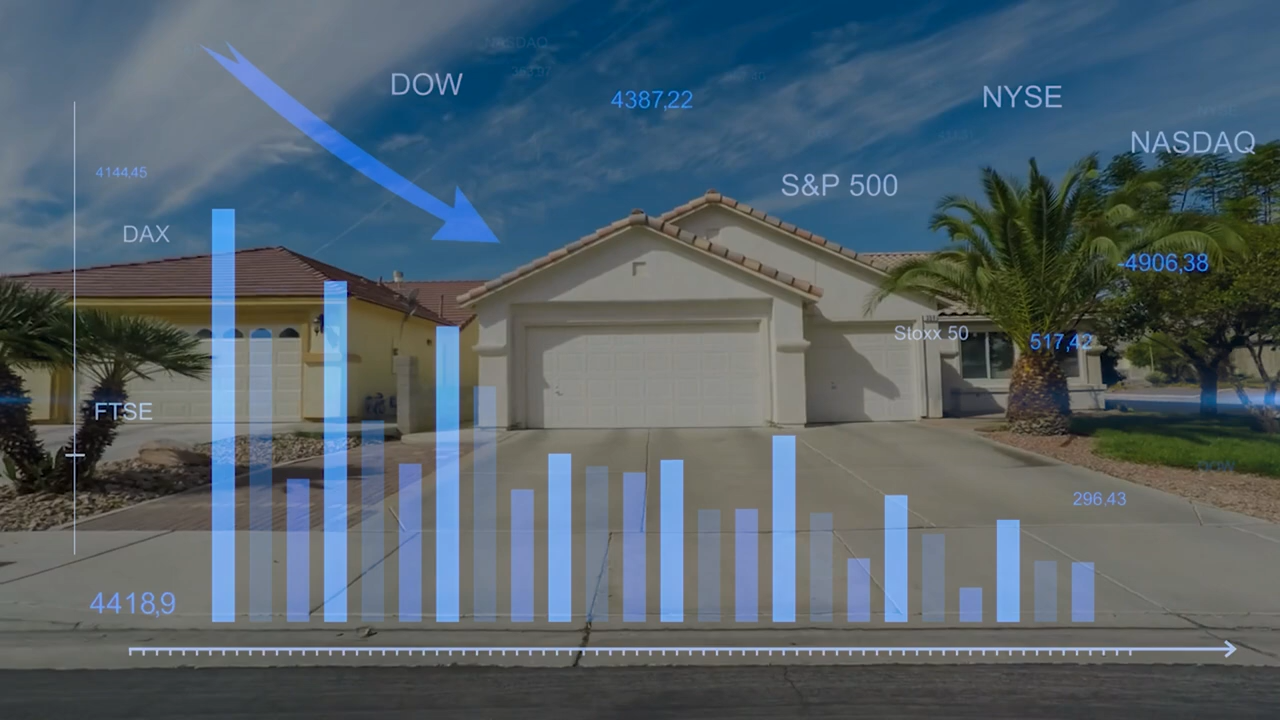 DOW
4387,22
NYSE
NASDAQ
4144,45
S&P 500
DAX
-4906,38
Stoxx 50
517,42
FTSE
296,43
4418,9